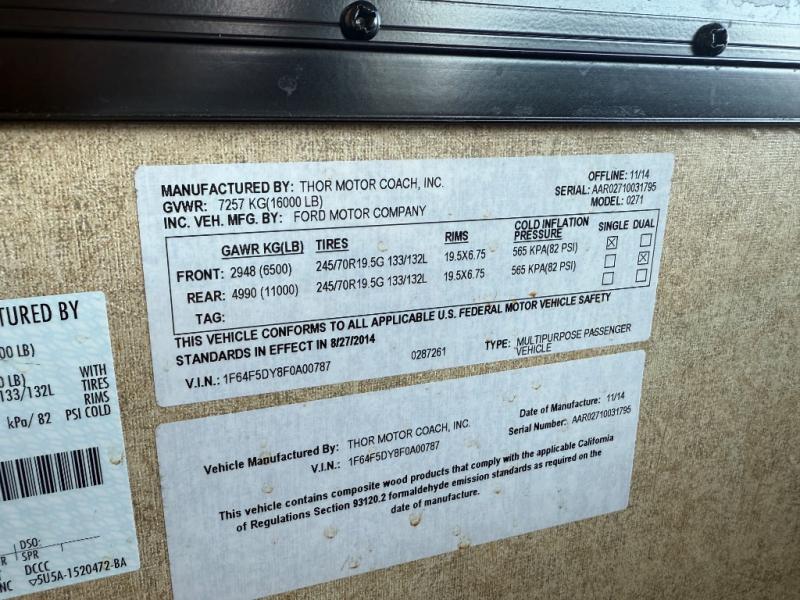 MANUFACTURED BY: THOR MOTOR COACH, INC.
OFFLINE: 11/14
GVWR: 7257 KG(16000 LB)
SERIAL: AAR02710031795
INC. VEH. MFG. BY: FORD MOTOR COMPANY
MODEL: 0271
GAWR KG(LB) TIRES RIMS COLD INFLATION PRESSURE SINGLE DUAL
FRONT: 2948 (6500) 245/70R19.5G 133/132L 19.5X6.75 565 KPA(82 PSI)
REAR: 4990 (11000) 245/70R19.5G 133/132L 19.5X6.75 565 KPA(82 PSI)
TAG:
THIS VEHICLE CONFORMS TO ALL APPLICABLE U.S. FEDERAL MOTOR VEHICLE SAFETY
STANDARDS IN EFFECT IN 8/27/2014
V.I.N.: 1F64F5DY8F0A00787 0287261 TYPE: MULTIPURPOSE PASSENGER
VEHICLE
Vehicle Manufactured By: THOR MOTOR COACH, INC.
Date of Manufacture: 11/14
V.I.N.: 1F64F5DY8F0A00787
Serial Number: AAR02710031795
This vehicle contains composite wood products that comply with the applicable California
of Regulations Section 93120.2 formaldehyde emission standards as required on the
date of manufacture.
TURED BY
00 LB)
0 LB) WITH
133/132L TIRES
RIMS
kPa/ 82 PSI COLD
DSO:
R SPR
DCCC
NC 5U5A-1520472-BA